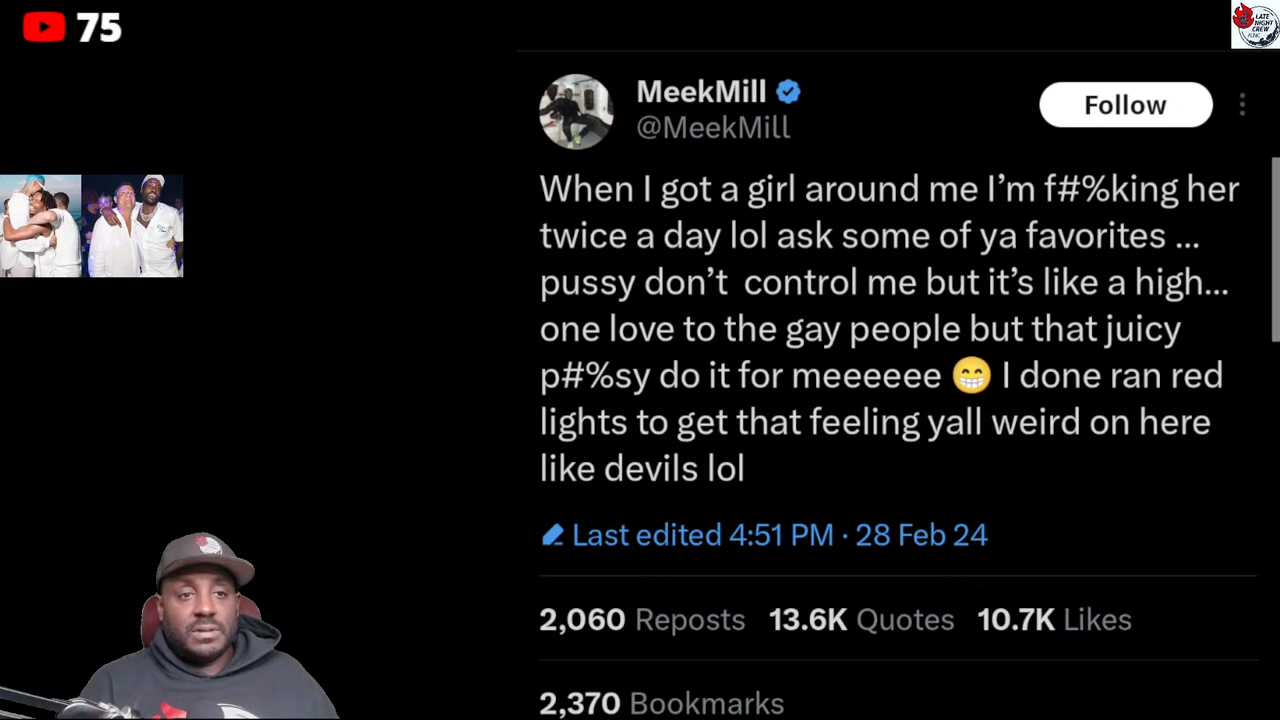 75
LATE
NIGHT
CREW
MeekMill
@MeekMill
Follow
When I got a girl around me I’m f#%king her
twice a day lol ask some of ya favorites ...
pussy don’t control me but it’s like a high...
one love to the gay people but that juicy
p#%sy do it for meeeeee 😁 I done ran red
lights to get that feeling yall weird on here
like devils lol
Last edited 4:51 PM · 28 Feb 24
2,060 Reposts 13.6K Quotes 10.7K Likes
2,370 Bookmarks